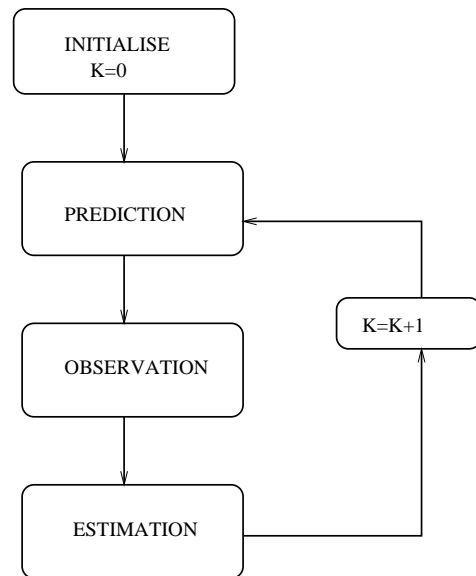 INITIALISE
K=0
PREDICTION
OBSERVATION
ESTIMATION
K=K+1